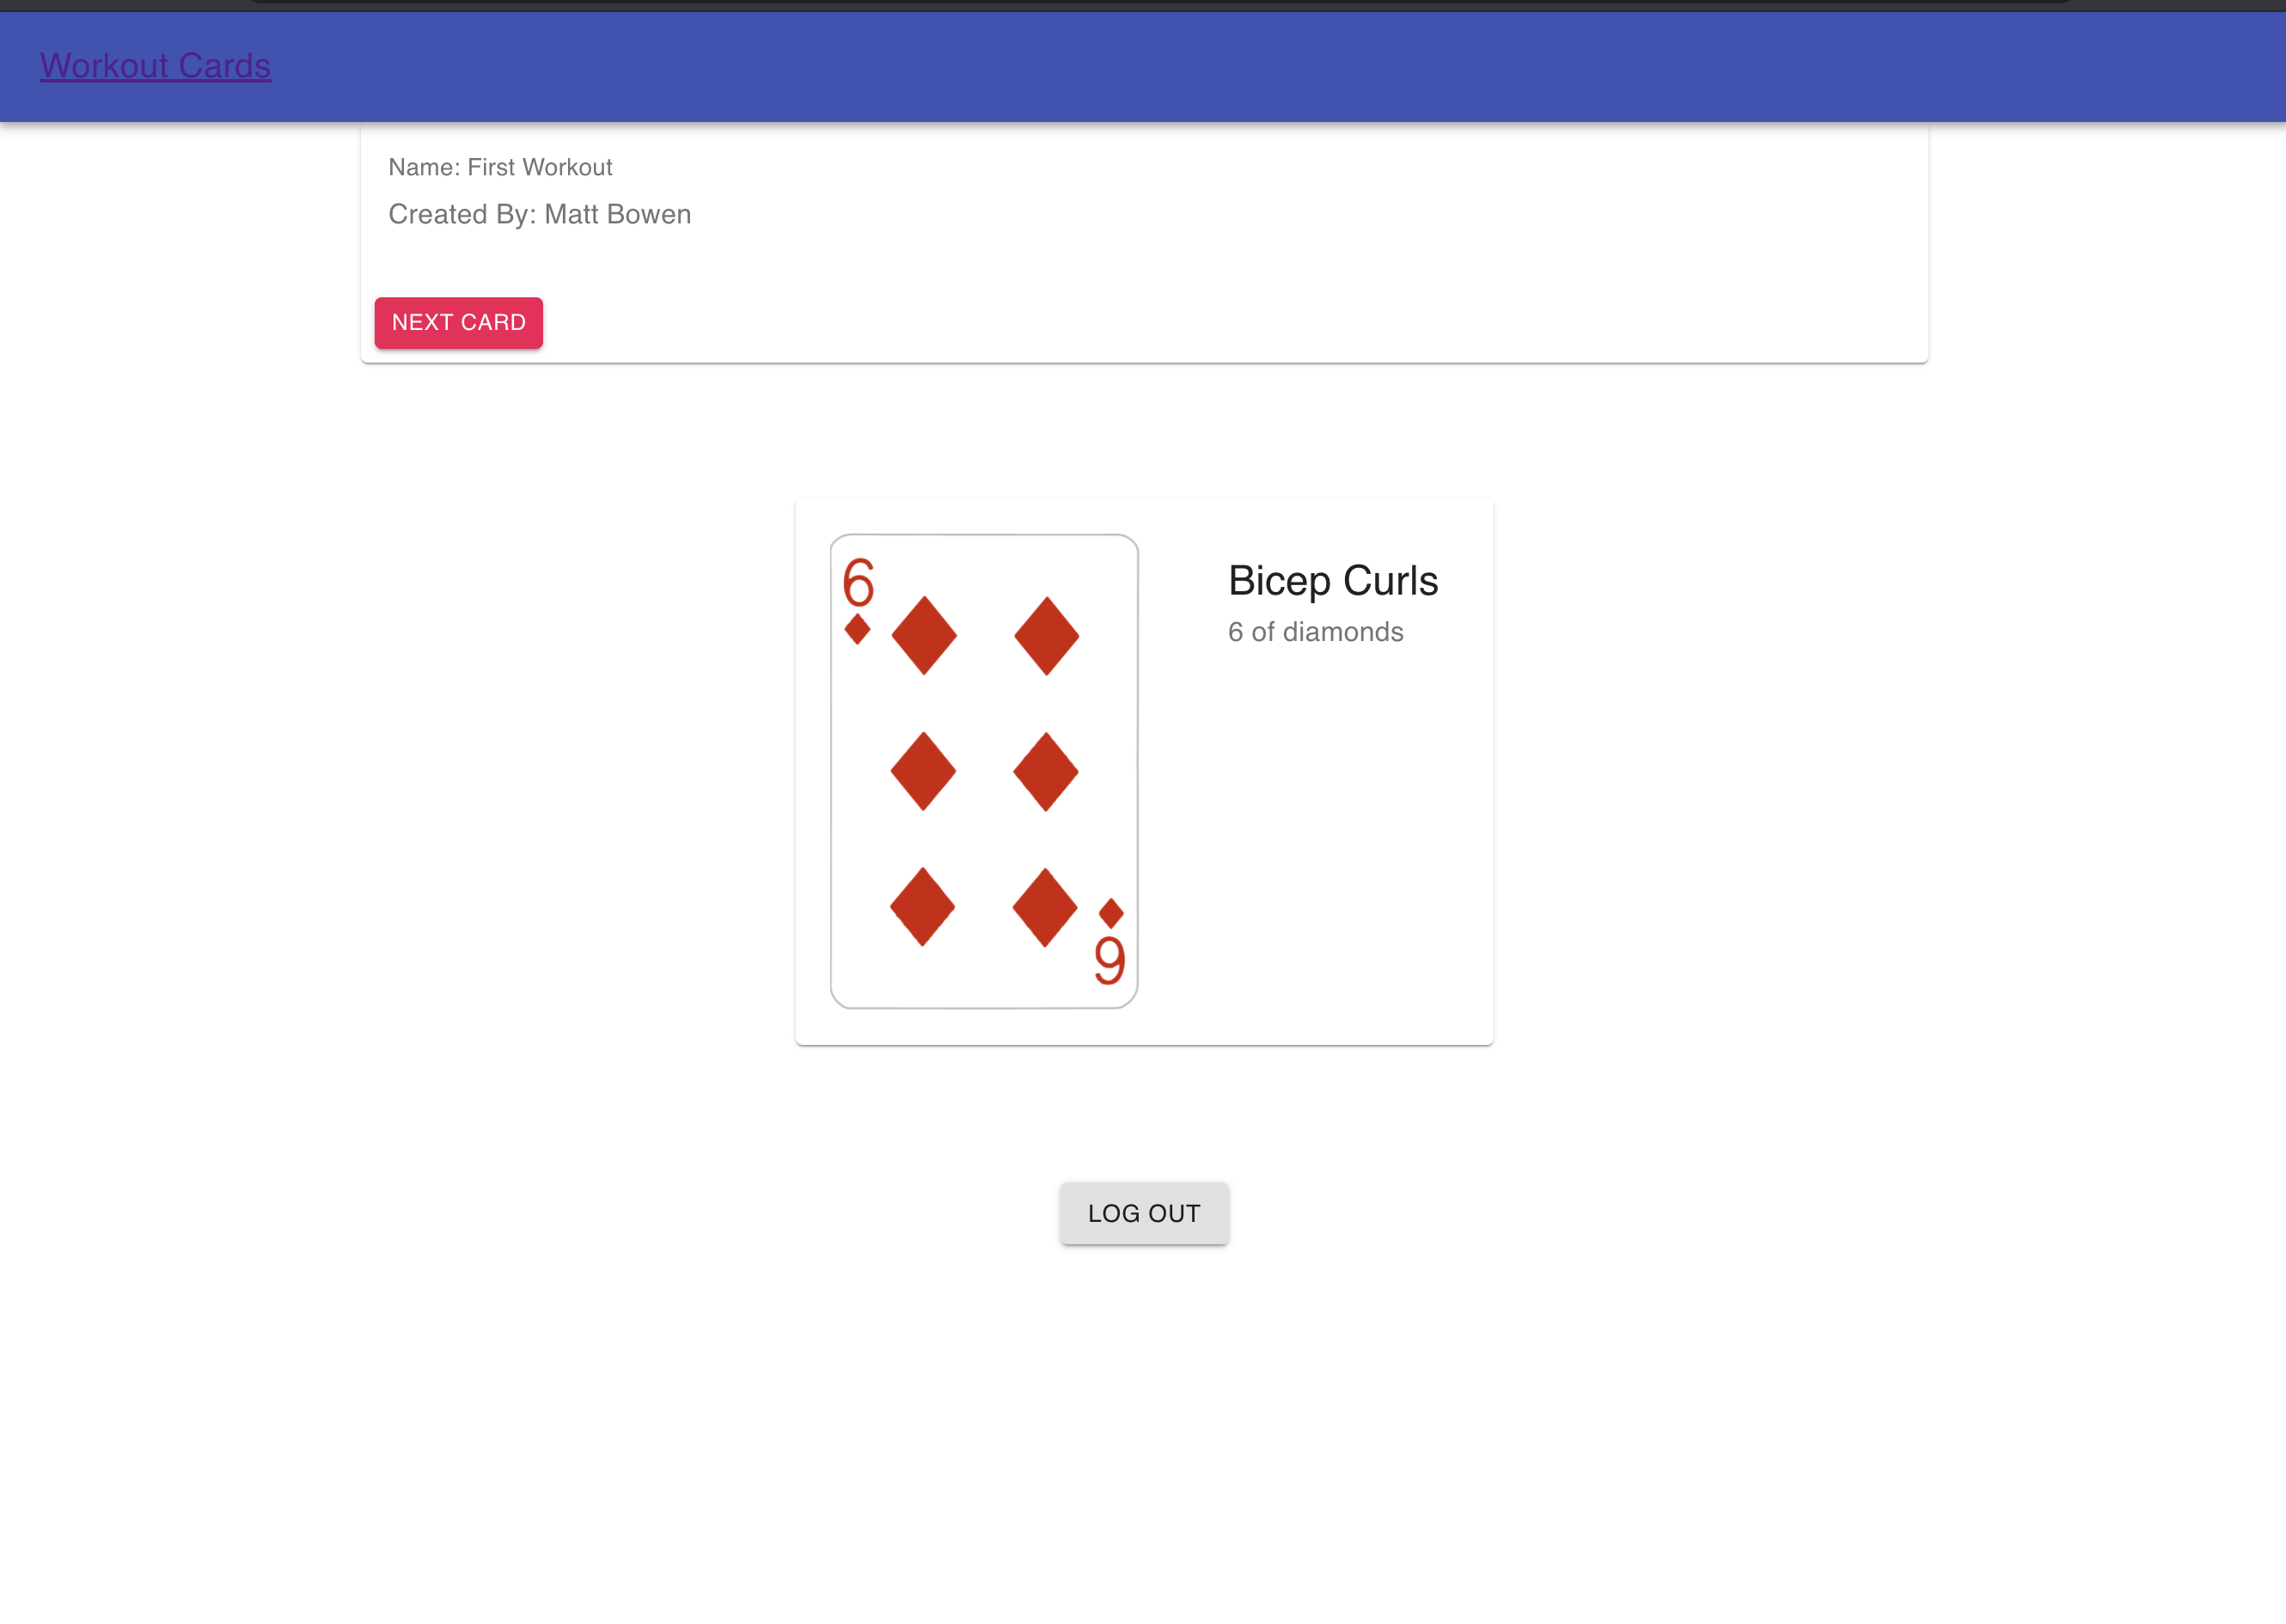 Workout Cards
Name: First Workout
Created By: Matt Bowen
NEXT CARD
6
Bicep Curls
6 of diamonds
6
LOG OUT